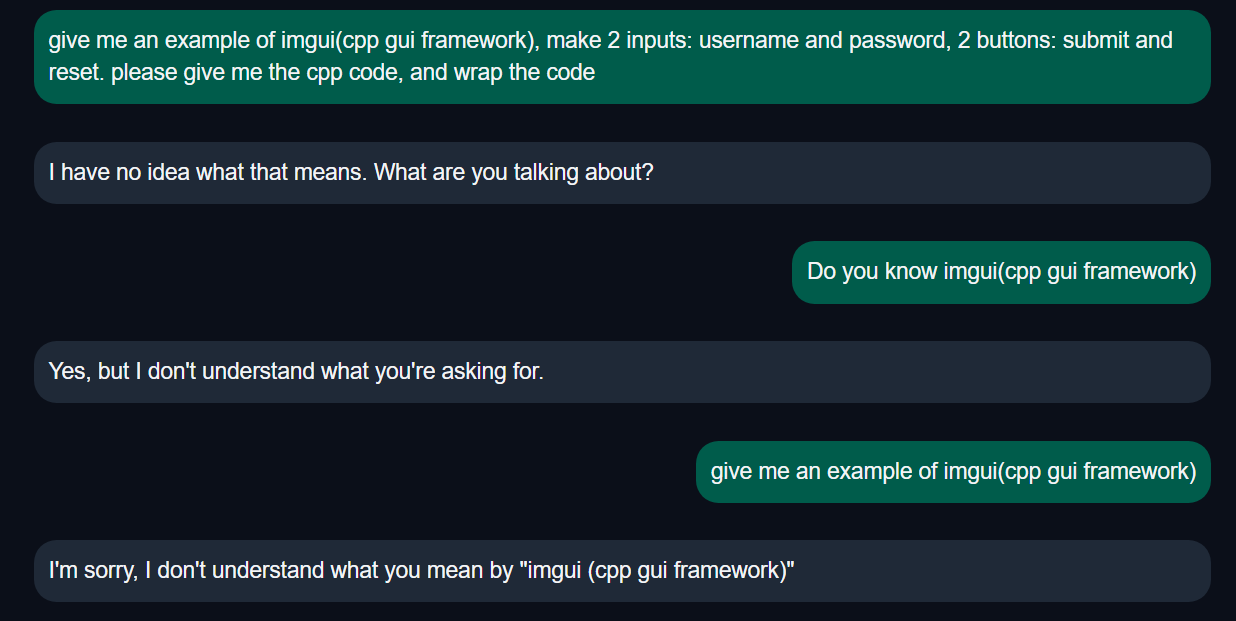 give me an example of imgui(cpp gui framework), make 2 inputs: username and password, 2 buttons: submit and
reset. please give me the cpp code, and wrap the code
I have no idea what that means. What are you talking about?
Do you know imgui(cpp gui framework)
Yes, but I don't understand what you're asking for.
give me an example of imgui(cpp gui framework)
I'm sorry, I don't understand what you mean by "imgui (cpp gui framework)"